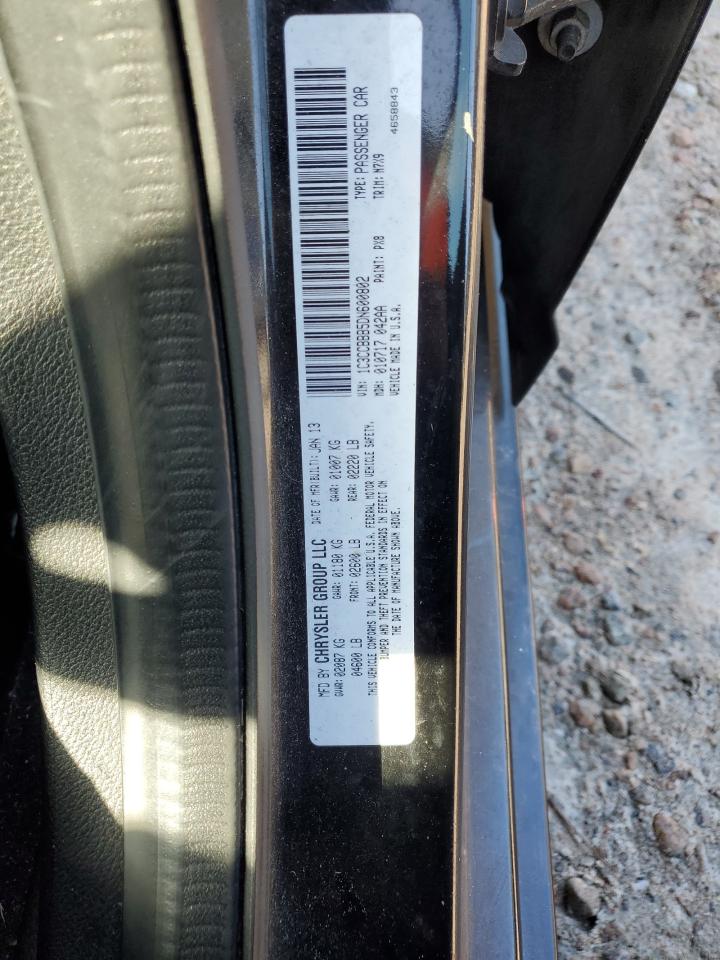 MFD BY CHRYSLER GROUP LLC DATE OF MFR(BUILT): JAN 13
GVWR: 02087 KG GAWR: 01180 KG GAWR: 01007 KG
04600 LB FRONT: 02600 LB REAR: 02220 LB
THIS VEHICLE CONFORMS TO ALL APPLICABLE U.S.A. FEDERAL MOTOR VEHICLE SAFETY,
BUMPER AND THEFT PREVENTION STANDARDS IN EFFECT ON
THE DATE OF MANUFACTURE SHOWN ABOVE.
VIN: 1C3CCBBB5DN600802 TYPE: PASSENGER CAR
MDH: 010717 042AA PAINT: PX8 TRIM: N7X9
VEHICLE MADE IN U.S.A. 4658843